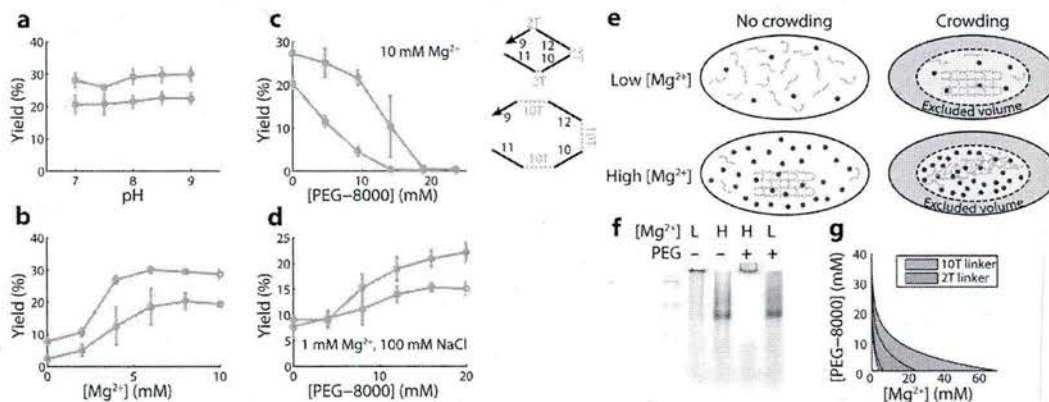 a
Yield (%)
40
30
20
10
0
7
8
9
pH
b
Yield (%)
40
30
20
10
0
0
5
10
[Mg²⁺] (mM)
c
Yield (%)
30
20
10
0
10 mM Mg²⁺
0
10
20
[PEG–8000] (mM)
2T
9
12
11
10
2T
10T
9
12
10T
11
10
10T
d
Yield (%)
25
20
15
10
5
0
1 mM Mg²⁺, 100 mM NaCl
0
10
20
[PEG–8000] (mM)
e
No crowding
Crowding
Low [Mg²⁺]
Excluded volume
High [Mg²⁺]
Excluded volume
f
[Mg²⁺] L H H L
PEG – – + +
g
[PEG–8000] (mM)
40
30
20
10
0
10T linker
2T linker
0
20
40
60
[Mg²⁺] (mM)